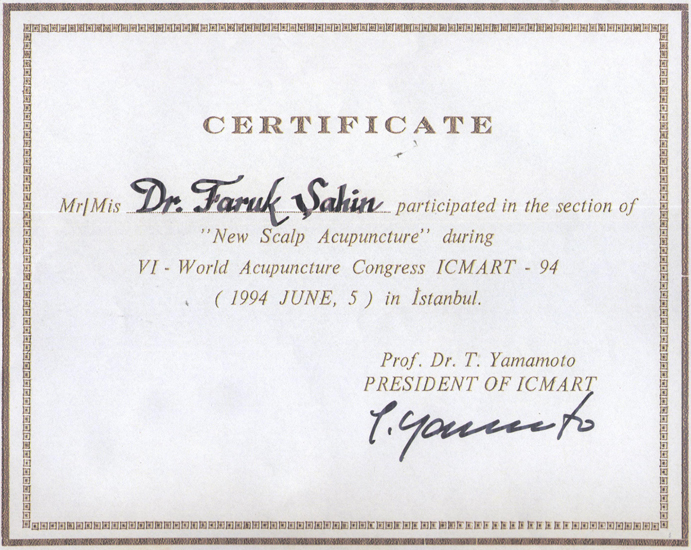 CERTIFICATE
Mr/Mis Dr. Faruk Şahin participated in the section of
"New Scalp Acupuncture" during
VI - World Acupuncture Congress ICMART - 94
( 1994 JUNE, 5 ) in İstanbul.
Prof. Dr. T. Yamamoto
PRESIDENT OF ICMART
T. Yamamoto